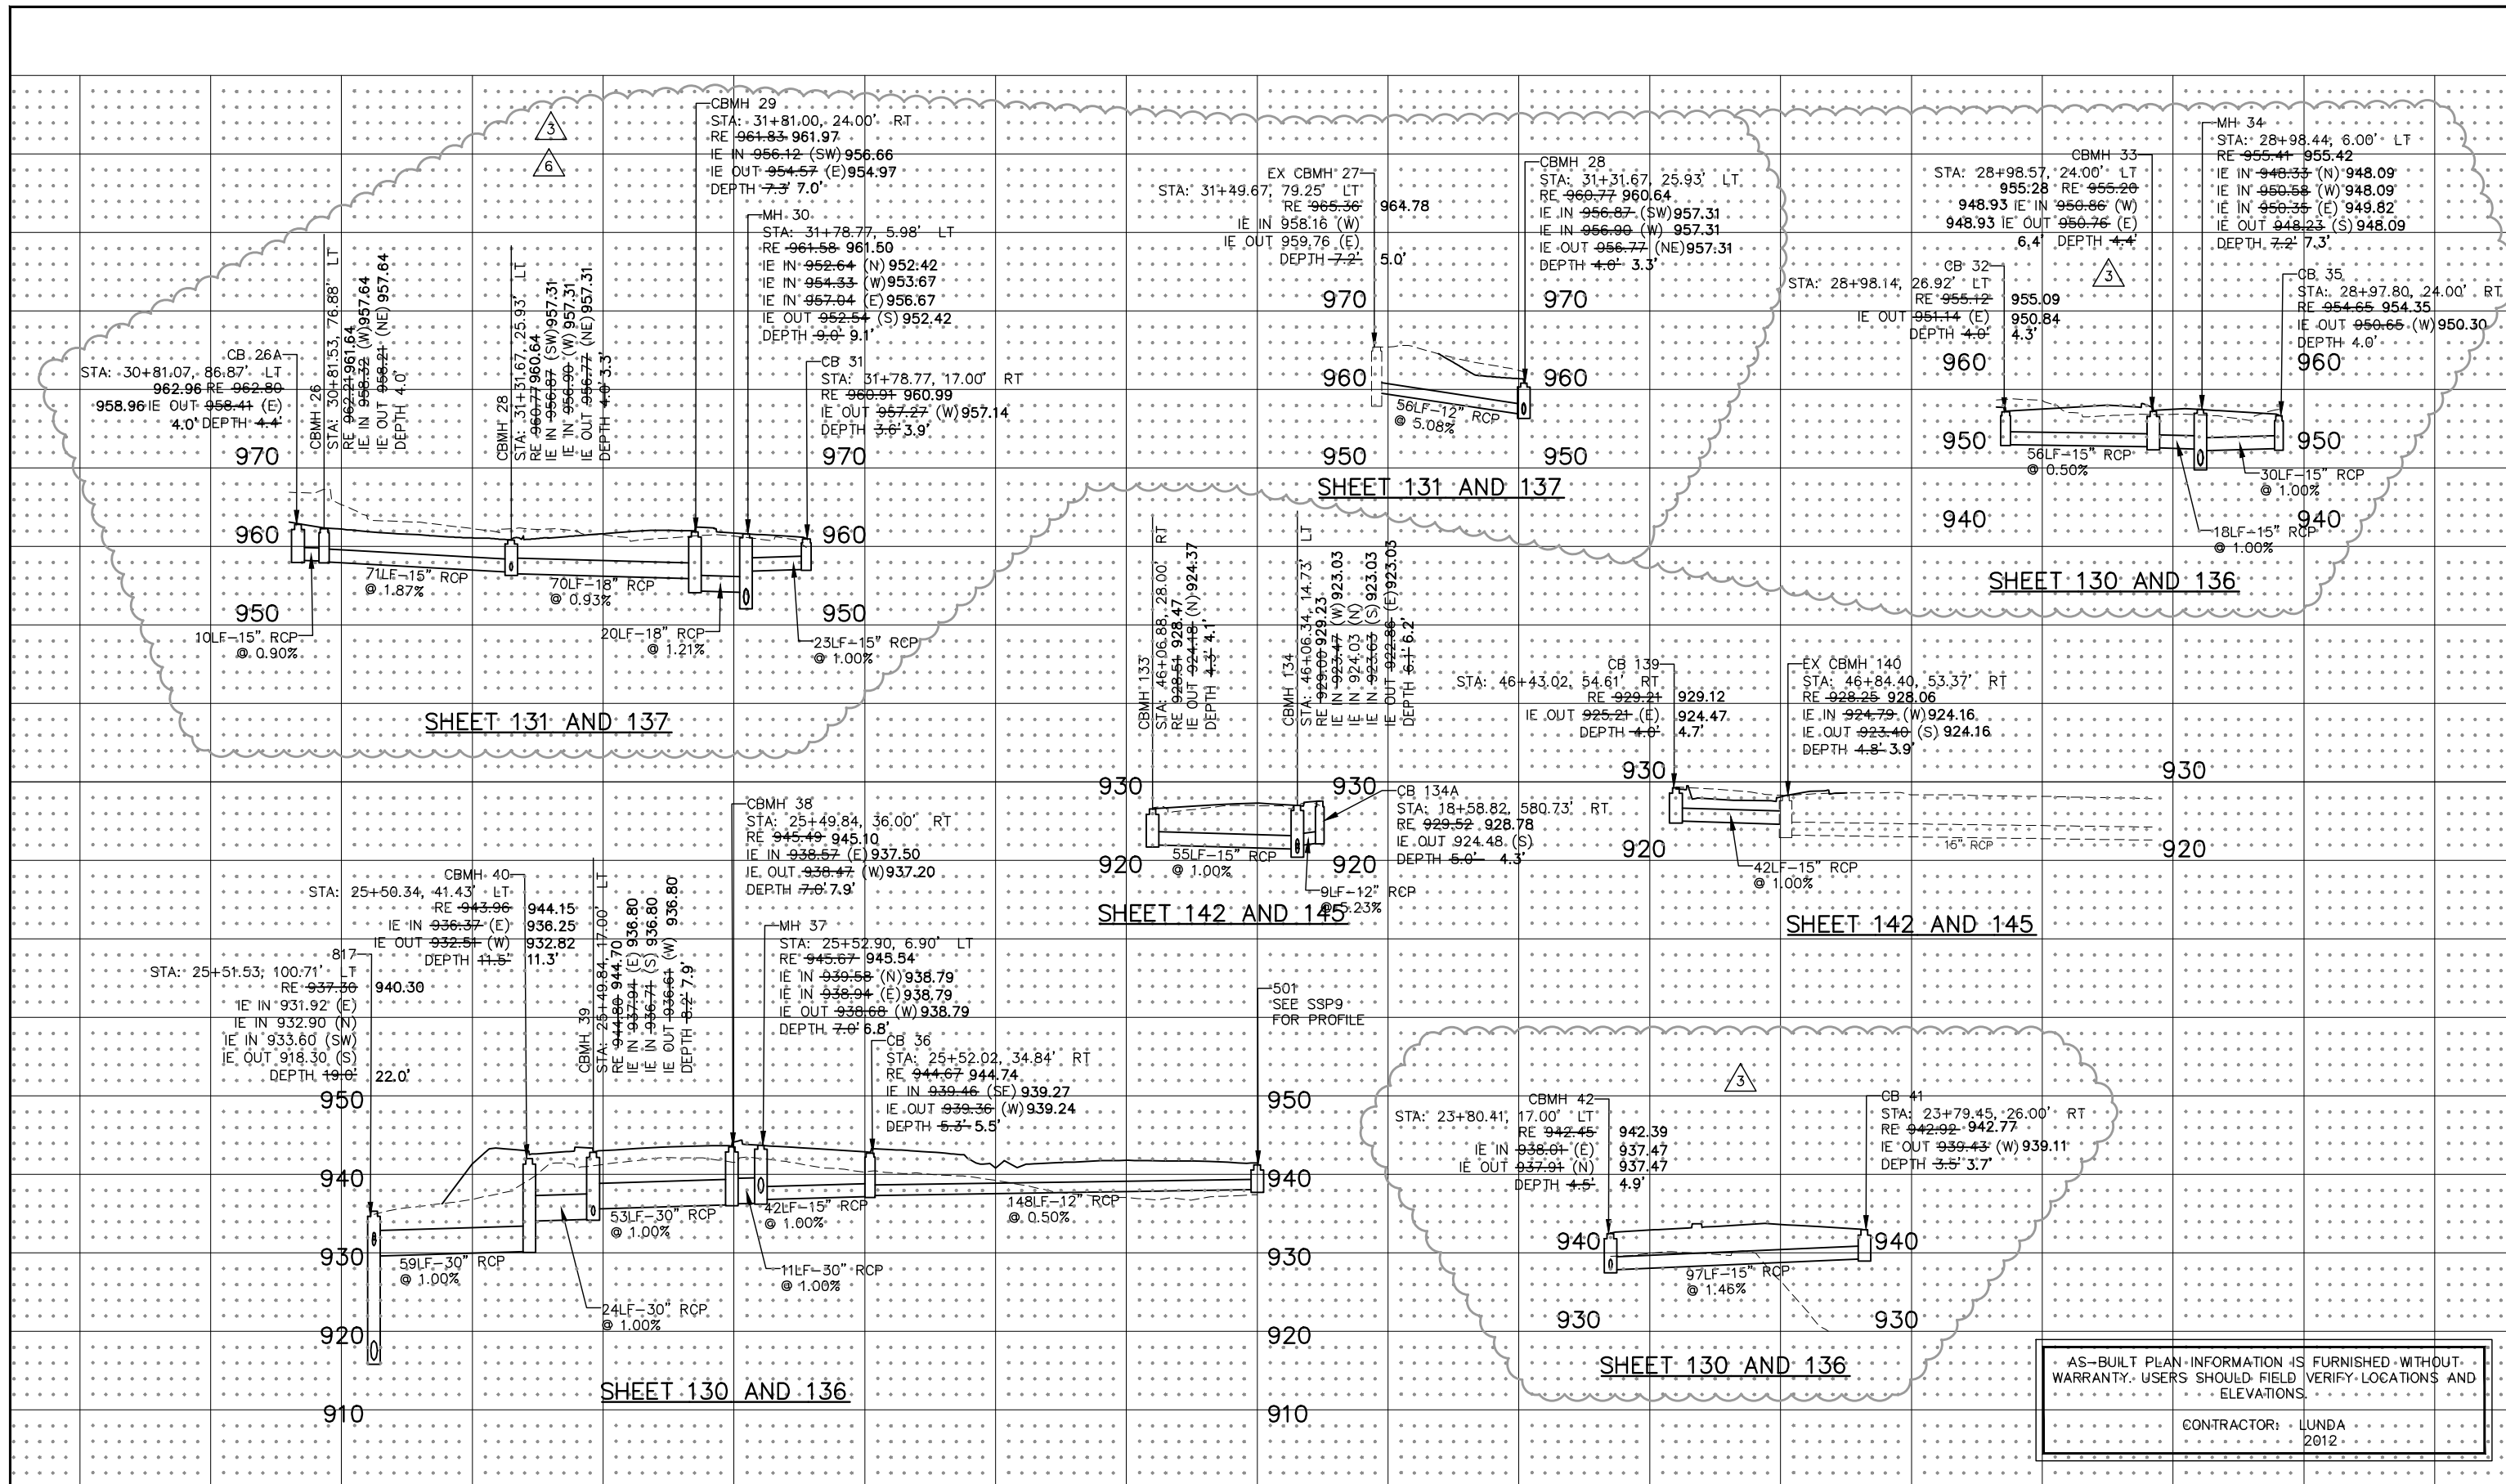 CBMH 29
STA: 31+81.00, 24.00' RT
RE 961.83 961.97
IE IN 956.12 (SW) 956.66
IE OUT 954.57 (E) 954.97
DEPTH 7.3' 7.0'
3
6
MH 30
STA: 31+78.77, 5.98' LT
RE 961.58 961.50
IE IN 952.64 (N) 952.42
IE IN 954.33 (W) 953.67
IE IN 957.04 (E) 956.67
IE OUT 952.54 (S) 952.42
DEPTH 9.0' 9.1'
CB 31
STA: 31+78.77, 17.00' RT
RE 960.91 960.99
IE OUT 957.27 (W) 957.14
DEPTH 3.6' 3.9'
CB 26A
STA: 30+81.07, 86.87' LT
962.96 RE 962.80
958.96 IE OUT 958.41 (E)
4.0' DEPTH 4.4'
CBMH 26
STA: 30+81.53, 76.88' LT
RE 962.21 961.64
IE IN 958.32 (W) 957.64
IE OUT 958.21 (NE) 957.64
DEPTH 4.0'
CBMH 28
STA: 31+31.67, 25.93' LT
RE 960.77 960.64
IE IN 956.87 (SW) 957.31
IE IN 956.90 (W) 957.31
IE OUT 956.77 (NE) 957.31
DEPTH 4.0' 3.3'
970
970
960
960
950
950
71LF-15" RCP
@ 1.87%
70LF-18" RCP
@ 0.93%
10LF-15" RCP
@ 0.90%
20LF-18" RCP
@ 1.21%
23LF-15" RCP
@ 1.00%
SHEET 131 AND 137
EX CBMH 27
STA: 31+49.67, 79.25' LT
RE 965.36 964.78
IE IN 958.16 (W)
IE OUT 959.76 (E)
DEPTH 7.2' 5.0'
CBMH 28
STA: 31+31.67, 25.93' LT
RE 960.77 960.64
IE IN 956.87 (SW) 957.31
IE IN 956.90 (W) 957.31
IE OUT 956.77 (NE) 957.31
DEPTH 4.0' 3.3'
970
970
960
960
56LF-12" RCP
@ 5.08%
950
950
SHEET 131 AND 137
MH 34
STA: 28+98.44, 6.00' LT
RE 955.41 955.42
IE IN 948.33 (N) 948.09
IE IN 950.58 (W) 948.09
IE IN 950.35 (E) 949.82
IE OUT 948.23 (S) 948.09
DEPTH 7.2' 7.3'
CBMH 33
STA: 28+98.57, 24.00' LT
955.28 RE 955.20
948.93 IE IN 950.86 (W)
948.93 IE OUT 950.76 (E)
6.4' DEPTH 4.4'
3
CB 32
STA: 28+98.14, 26.92' LT
RE 955.12 955.09
IE OUT 951.14 (E) 950.84
DEPTH 4.0' 4.3'
CB 35
STA: 28+97.80, 24.00' RT
RE 954.65 954.35
IE OUT 950.65 (W) 950.30
DEPTH 4.0'
960
960
950
950
56LF-15" RCP
@ 0.50%
30LF-15" RCP
@ 1.00%
940
940
18LF-15" RCP
@ 1.00%
SHEET 130 AND 136
CBMH 133
STA: 46+06.88, 28.00' RT
RE 928.51 928.47
IE OUT 924.18 (N) 924.37
DEPTH 4.3' 4.1'
CBMH 134
STA: 46+06.34, 14.73' LT
RE 929.00 929.23
IE IN 923.47 (W) 923.03
IE IN 924.03 (N)
IE IN 923.63 (S) 923.03
IE OUT 922.86 (E) 923.03
DEPTH 6.1' 6.2'
930
930
CB 134A
STA: 18+58.82, 580.73' RT
RE 929.52 928.78
IE OUT 924.48 (S)
DEPTH 5.0' 4.3'
920
55LF-15" RCP
@ 1.00%
920
9LF-12" RCP
@ 5.23%
SHEET 142 AND 145
CB 139
STA: 46+43.02, 54.61' RT
RE 929.21 929.12
IE OUT 925.21 (E) 924.47
DEPTH 4.0' 4.7'
EX CBMH 140
STA: 46+84.40, 53.37' RT
RE 928.25 928.06
IE IN 924.79 (W) 924.16
IE OUT 923.40 (S) 924.16
DEPTH 4.8' 3.9'
930
930
920
15" RCP
920
42LF-15" RCP
@ 1.00%
SHEET 142 AND 145
CBMH 38
STA: 25+49.84, 36.00' RT
RE 945.49 945.10
IE IN 938.57 (E) 937.50
IE OUT 938.47 (W) 937.20
DEPTH 7.0' 7.9'
CBMH 40
STA: 25+50.34, 41.43' LT
RE 943.96 944.15
IE IN 936.37 (E) 936.25
IE OUT 932.51 (W) 932.82
DEPTH 11.5' 11.3'
817
STA: 25+51.53, 100.71' LT
RE 937.30 940.30
IE IN 931.92 (E)
IE IN 932.90 (N)
IE IN 933.60 (SW)
IE OUT 918.30 (S)
DEPTH 19.0' 22.0'
CBMH 39
STA: 25+49.84, 17.00' LT
RE 944.80 944.70
IE IN 937.94 (E) 936.80
IE IN 936.71 (S) 936.80
IE OUT 936.61 (W) 936.80
DEPTH 8.2' 7.9'
MH 37
STA: 25+52.90, 6.90' LT
RE 945.67 945.54
IE IN 939.58 (N) 938.79
IE IN 938.94 (E) 938.79
IE OUT 938.68 (W) 938.79
DEPTH 7.0' 6.8'
CB 36
STA: 25+52.02, 34.84' RT
RE 944.67 944.74
IE IN 939.46 (SE) 939.27
IE OUT 939.36 (W) 939.24
DEPTH 5.3' 5.5'
501
SEE SSP9
FOR PROFILE
950
950
940
940
930
930
920
920
910
910
59LF-30" RCP
@ 1.00%
53LF-30" RCP
@ 1.00%
42LF-15" RCP
@ 1.00%
148LF-12" RCP
@ 0.50%
11LF-30" RCP
@ 1.00%
24LF-30" RCP
@ 1.00%
SHEET 130 AND 136
3
CBMH 42
STA: 23+80.41, 17.00' LT
RE 942.45 942.39
IE IN 938.01 (E) 937.47
IE OUT 937.91 (N) 937.47
DEPTH 4.5' 4.9'
CB 41
STA: 23+79.45, 26.00' RT
RE 942.92 942.77
IE OUT 939.43 (W) 939.11
DEPTH 3.5' 3.7'
940
940
97LF-15" RCP
@ 1.46%
930
930
SHEET 130 AND 136
AS-BUILT PLAN INFORMATION IS FURNISHED WITHOUT
WARRANTY. USERS SHOULD FIELD VERIFY LOCATIONS AND
ELEVATIONS.
CONTRACTOR: LUNDA
2012